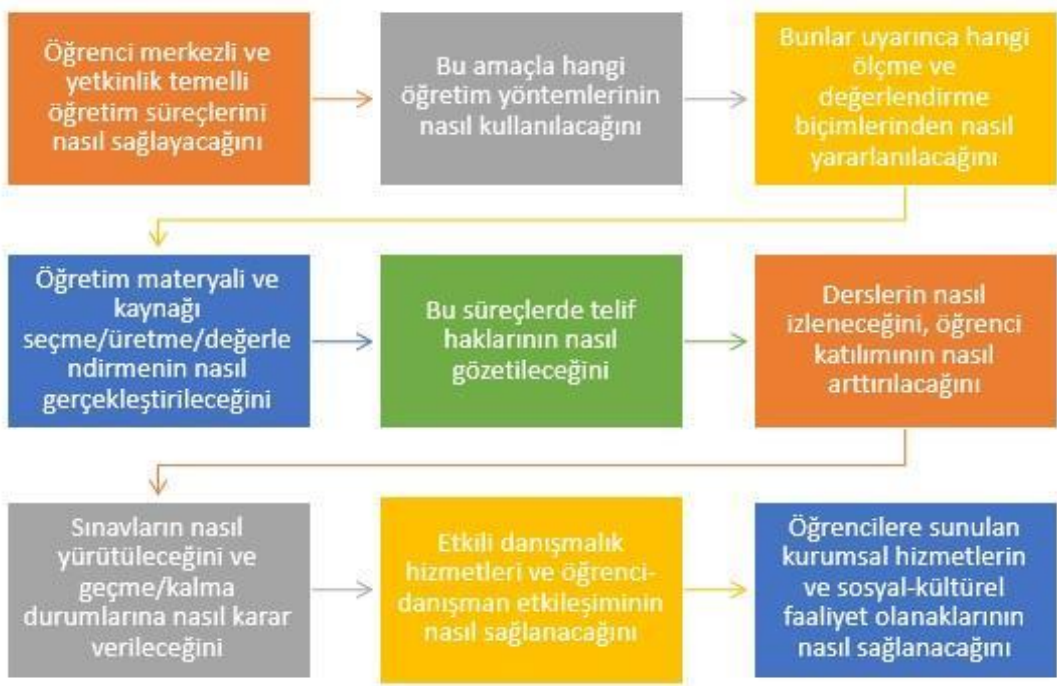 Öğrenci merkezli ve
yetkinlik temelli
öğretim süreçlerini
nasıl sağlayacağını
Bu amaçla hangi
öğretim yöntemlerinin
nasıl kullanılacağını
Bunlar uyarınca hangi
ölçme ve
değerlendirme
biçimlerinden nasıl
yararlanılacağını
Öğretim materyali ve
kaynağı
seçme/üretme/değerle
ndirmenin nasıl
gerçekleştirileceğini
Bu süreçlerde telif
haklarının nasıl
gözetileceğini
Derslerin nasıl
izleneceğini, öğrenci
katılımının nasıl
arttırılacağını
Sınavların nasıl
yürütüleceğini ve
geçme/kalma
durumlarına nasıl karar
verileceğini
Etkili danışmalık
hizmetleri ve öğrenci-
danışman etkileşiminin
nasıl sağlanacağını
Öğrencilere sunulan
kurumsal hizmetlerin
ve sosyal-kültürel
faaliyet olanaklarının
nasıl sağlanacağını